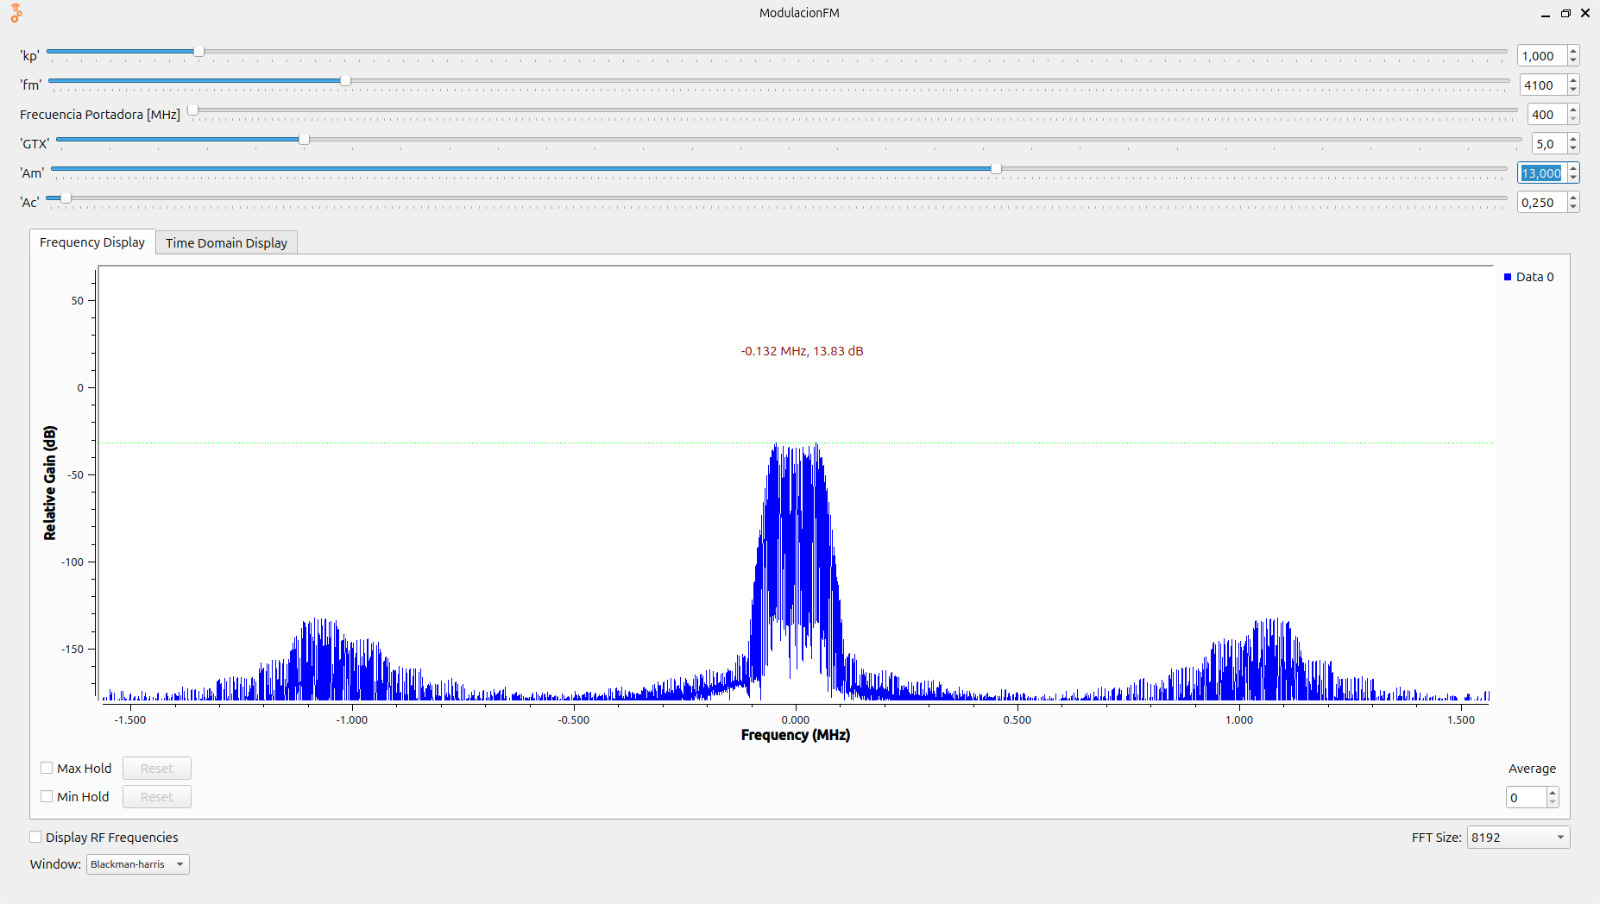 ModulacionFM
'kp' 1,000
'fm' 4100
Frecuencia Portadora [MHz] 400
'GTX' 5,0
'Am' 13,000
'Ac' 0,250
Frequency Display Time Domain Display
Data 0
50
-0.132 MHz, 13.83 dB
0
-50
-100
-150
Relative Gain (dB)
-1.500 -1.000 -0.500 0.000 0.500 1.000 1.500
Frequency (MHz)
Max Hold Reset Average
Min Hold Reset 0
Display RF Frequencies FFT Size: 8192
Window: Blackman-harris